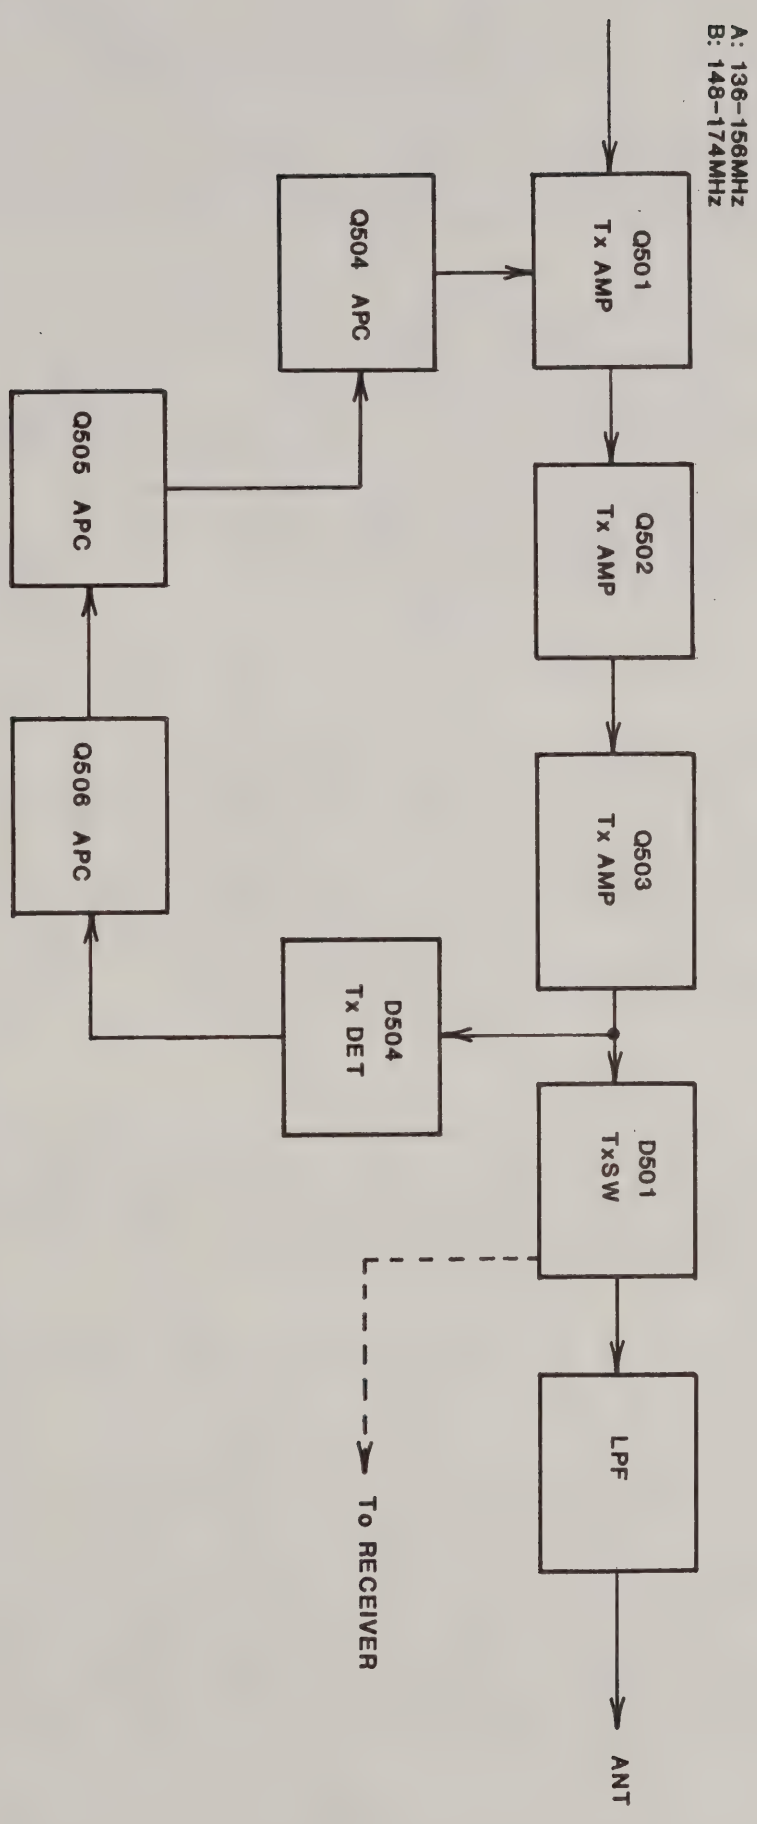 A: 136-156MHz
B: 148-174MHz
Q501
Tx AMP
Q502
Tx AMP
Q503
Tx AMP
D501
TxSW
LPF
ANT
Q504 APC
D504
Tx DET
To RECEIVER
Q505 APC
Q506 APC